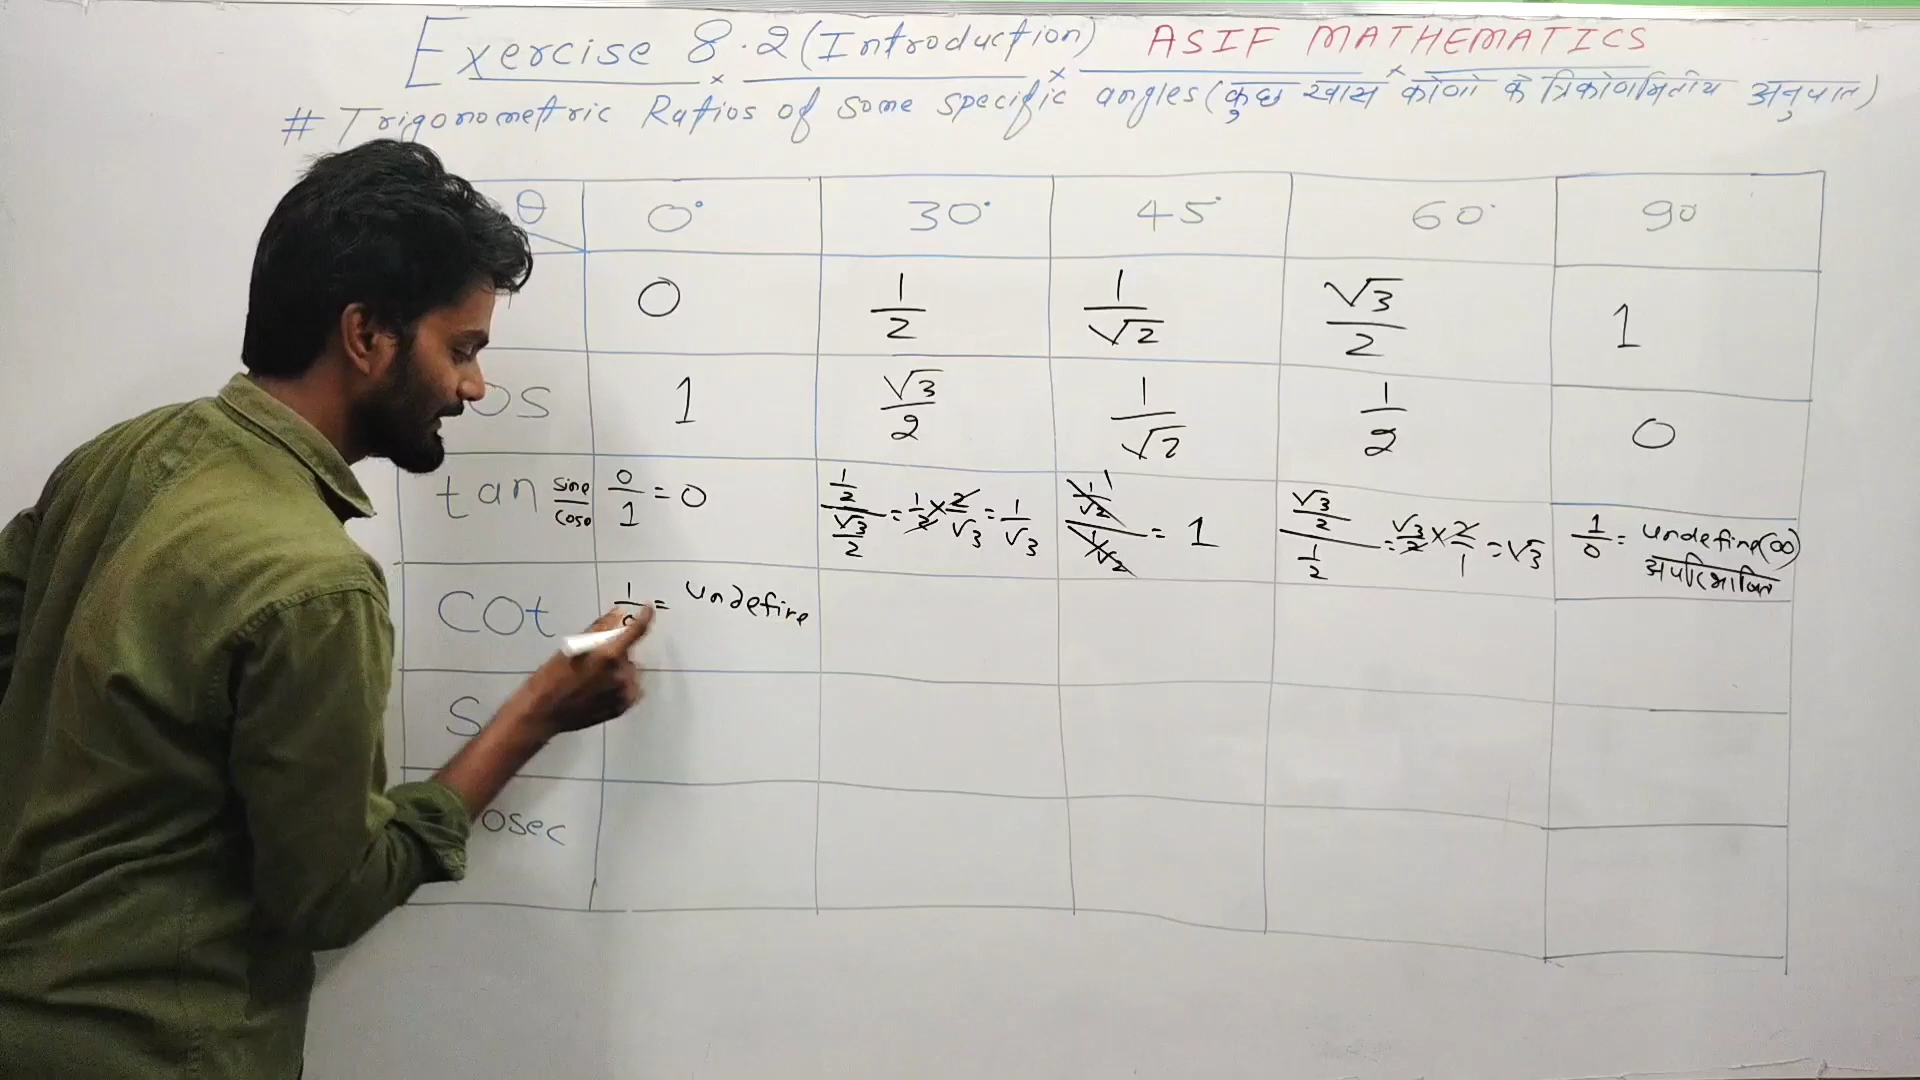 Exercise 8.2 (Introduction) ASIF MATHEMATICS
# Trigonometric Ratios of some specific angles (कुछ खास कोणों के त्रिकोणमितीय अनुपात)
θ 0° 30° 45° 60° 90
0 1/2 1/√2 √3/2 1
os 1 √3/2 1/√2 1/2 0
tan sinθ/cosθ 0/1 = 0 (1/2)/(√3/2) = 1/2 × 2/√3 = 1/√3 (1/√2)/(1/√2) = 1 (√3/2)/(1/2) = √3/2 × 2/1 = √3 1/0 = undefine(∞) अपरिभाषित
cot 1/0 = undefine
S
osec